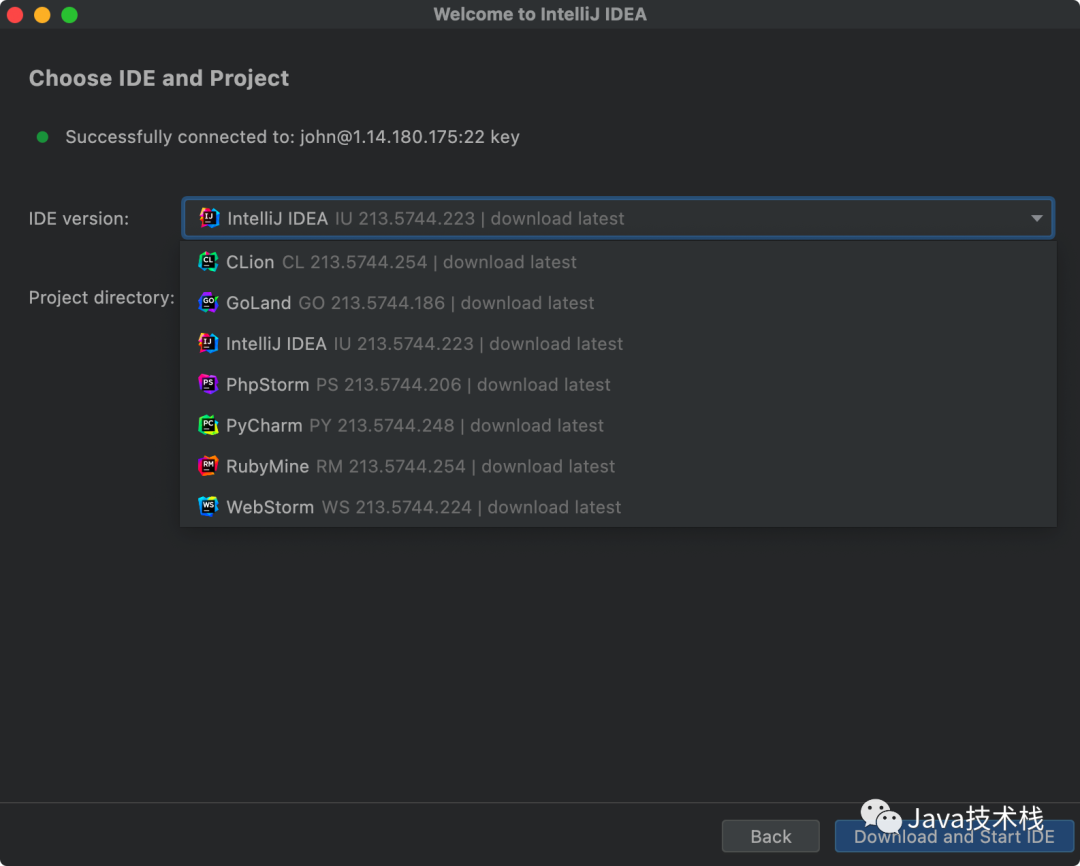 Welcome to IntelliJ IDEA
Choose IDE and Project
Successfully connected to: john@1.14.180.175:22 key
IDE version:
IJ IntelliJ IDEA IU 213.5744.223 | download latest
CL CLion CL 213.5744.254 | download latest
Project directory:
GO GoLand GO 213.5744.186 | download latest
IJ IntelliJ IDEA IU 213.5744.223 | download latest
PS PhpStorm PS 213.5744.206 | download latest
PC PyCharm PY 213.5744.248 | download latest
RM RubyMine RM 213.5744.254 | download latest
WS WebStorm WS 213.5744.224 | download latest
Java技术栈
Back
Download and Start IDE